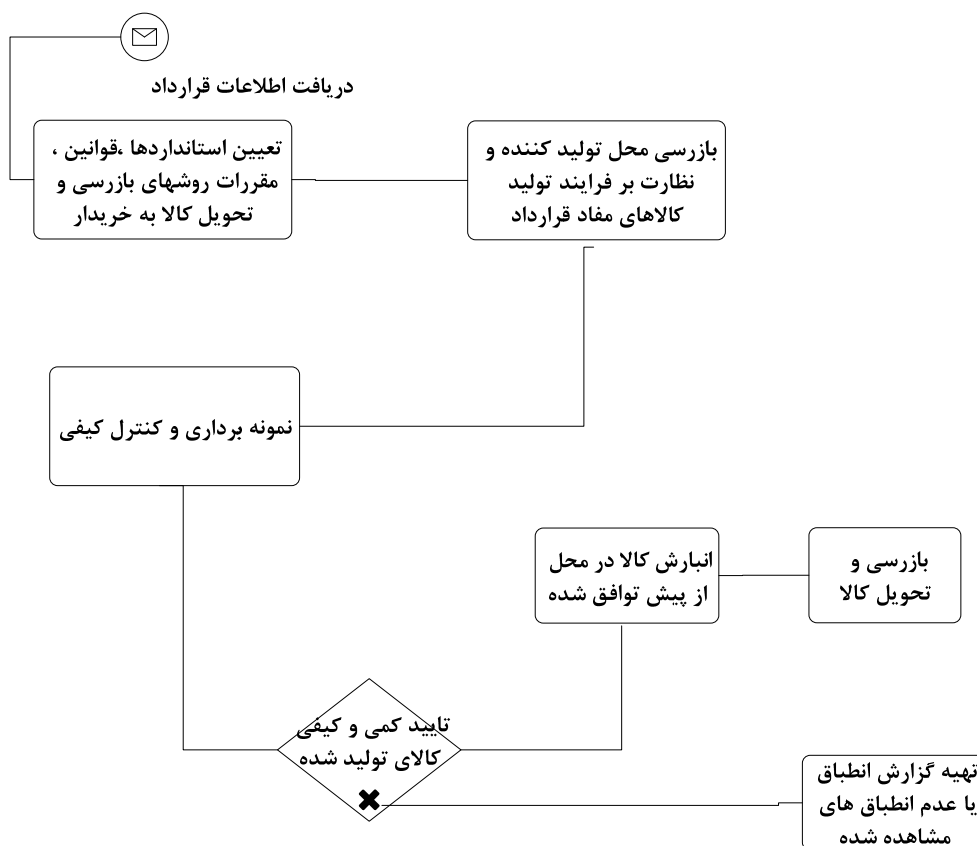 دریافت اطلاعات قرارداد
تعیین استانداردها ،قوانین ،
مقررات روشهای بازرسی و
تحویل کالا به خریدار
بازرسی محل تولید کننده و
نظارت بر فرایند تولید
کالاهای مفاد قرارداد
نمونه برداری و کنترل کیفی
انبارش کالا در محل
از پیش توافق شده
بازرسی و
تحویل کالا
تایید کمی و کیفی
کالای تولید شده
تهیه گزارش انطباق
یا عدم انطباق های
مشاهده شده